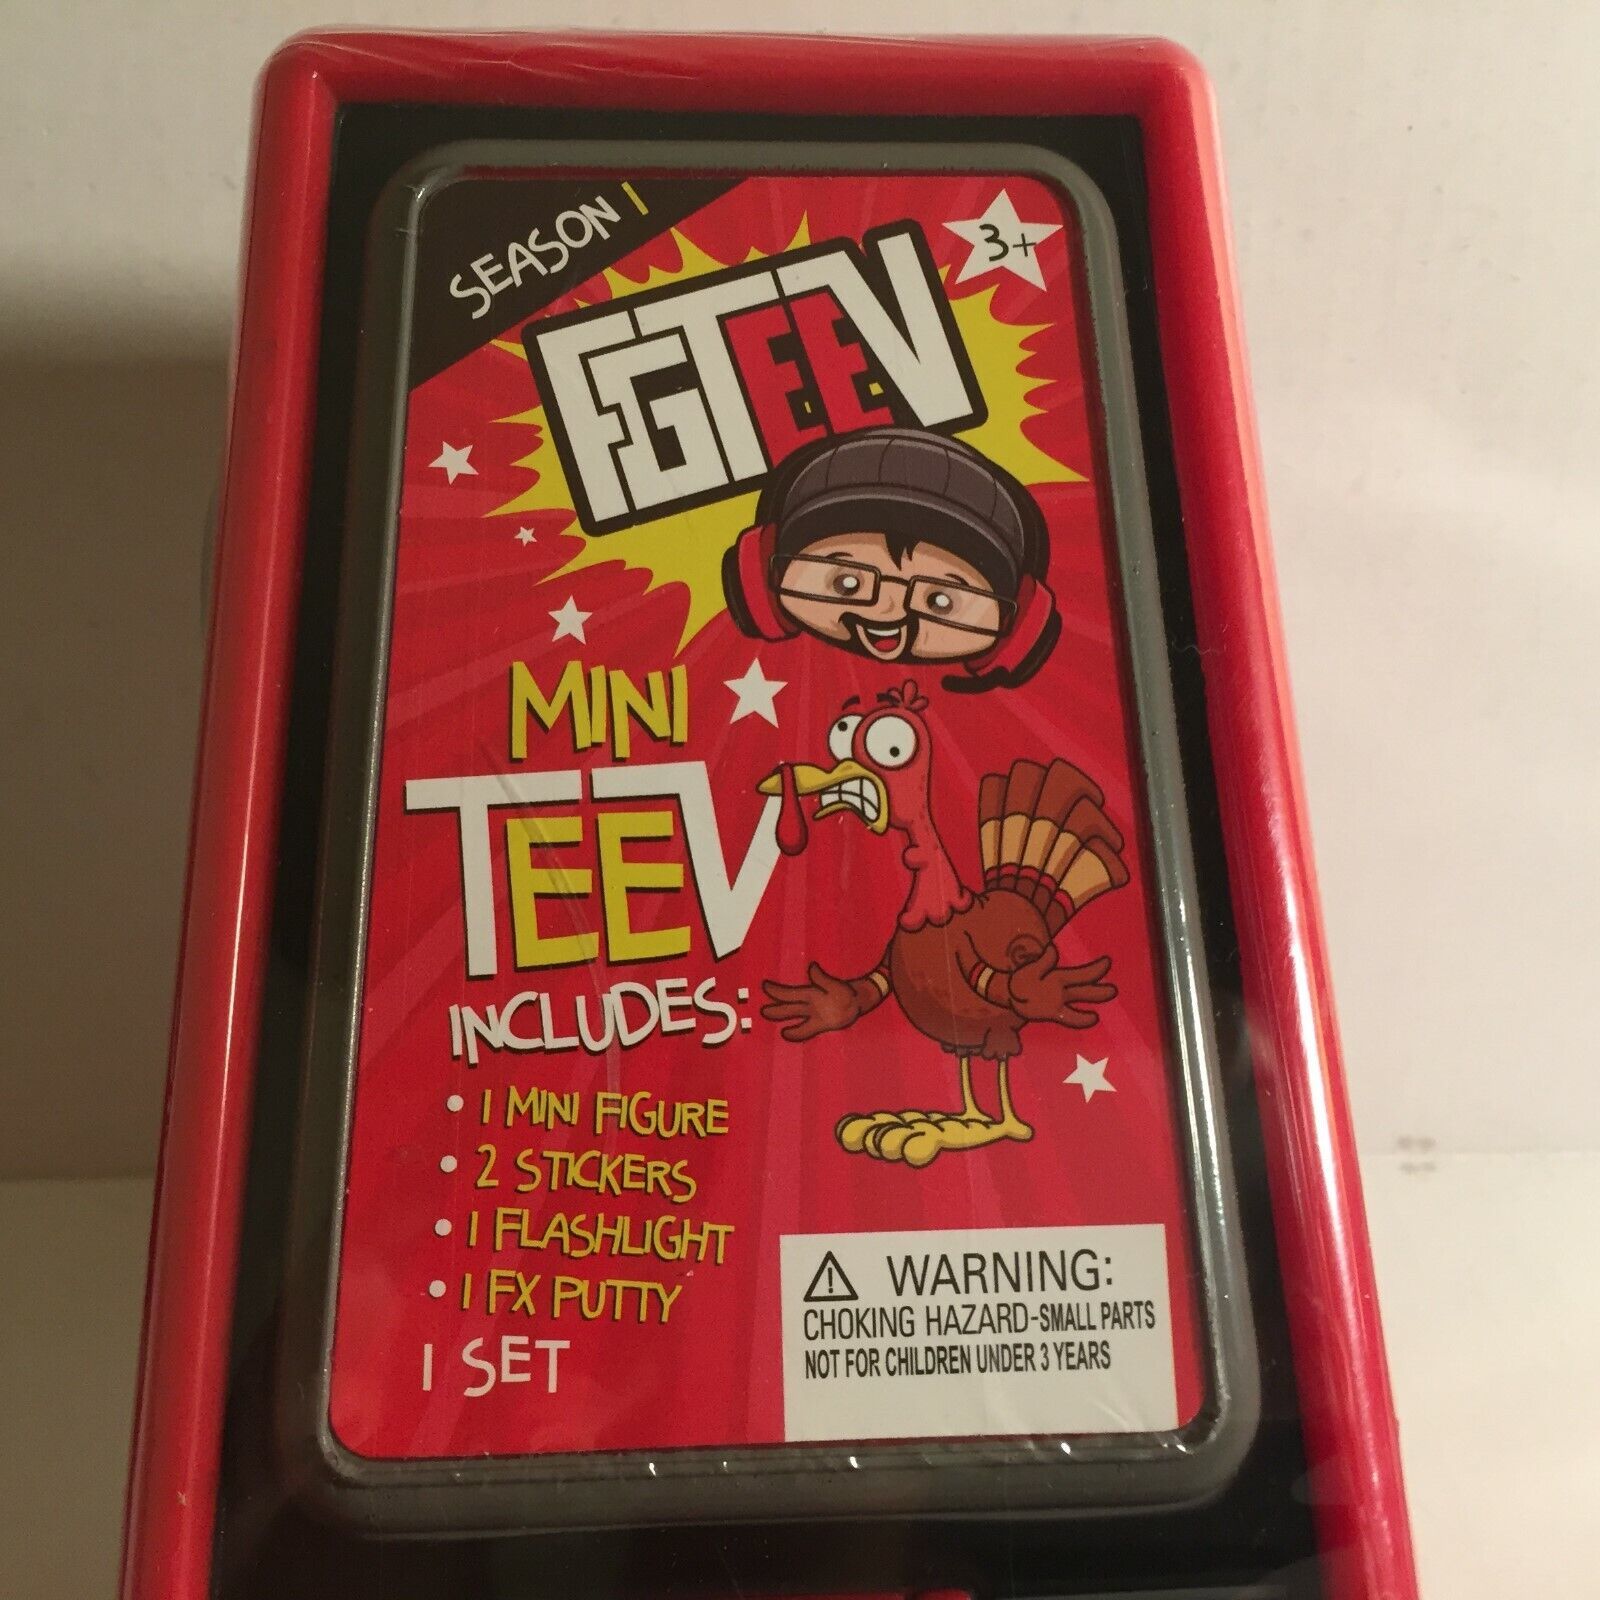 SEASON 1
3+
FGTEEV
MINI
TEEV
INCLUDES:
• 1 MINI FIGURE
• 2 STICKERS
• 1 FLASHLIGHT
• 1 FX PUTTY
1 SET
WARNING:
CHOKING HAZARD-SMALL PARTS
NOT FOR CHILDREN UNDER 3 YEARS